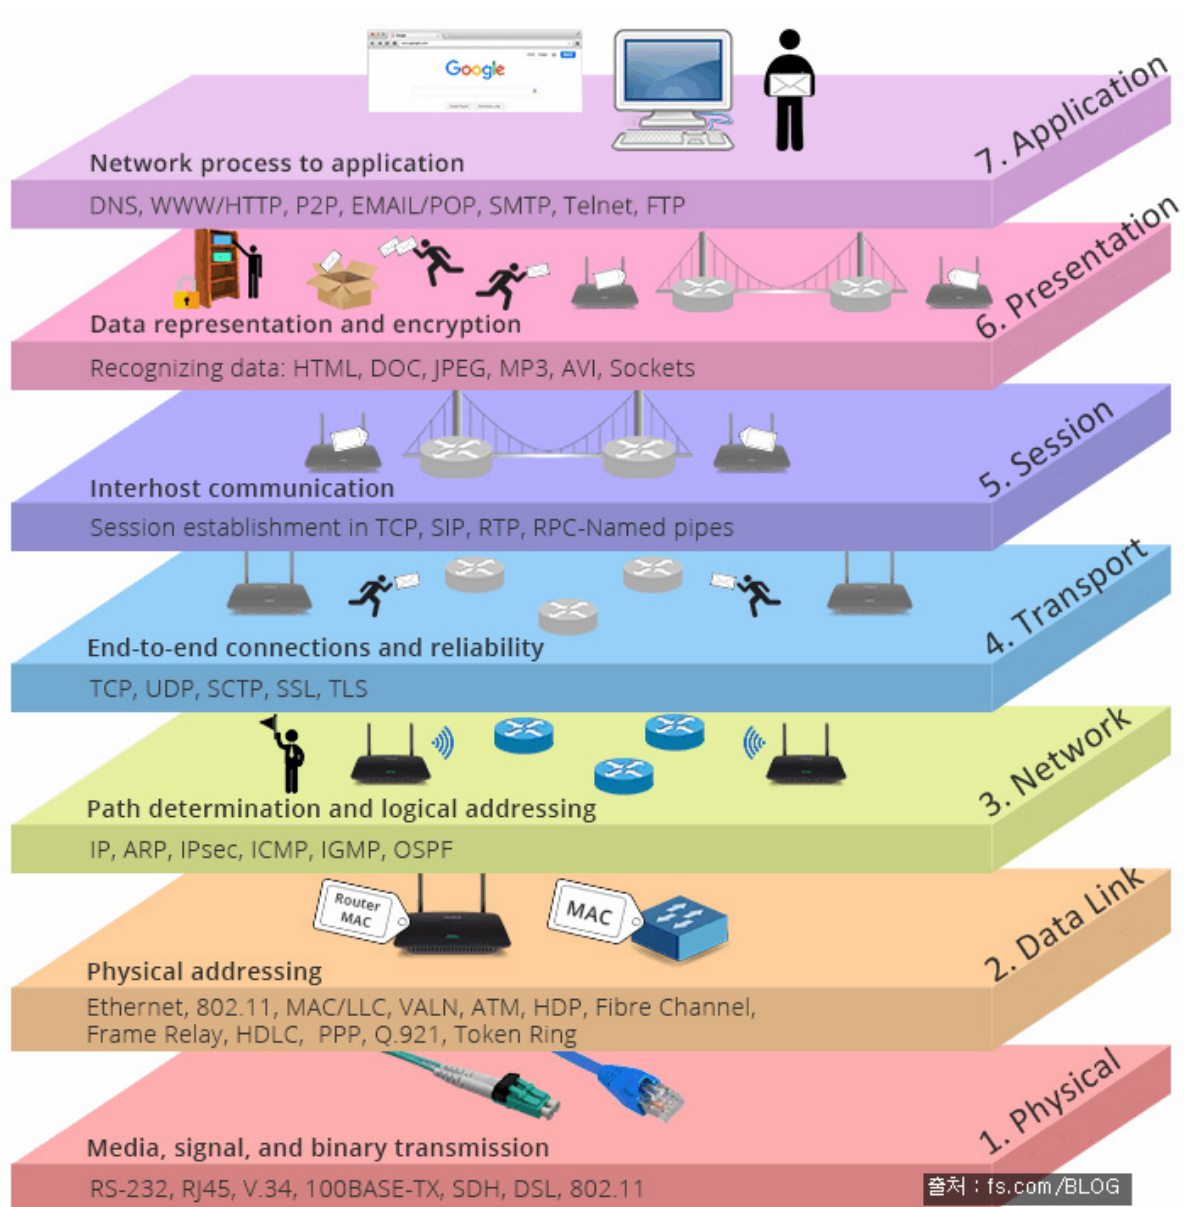 Google
7. Application
Network process to application
DNS, WWW/HTTP, P2P, EMAIL/POP, SMTP, Telnet, FTP
6. Presentation
Data representation and encryption
Recognizing data: HTML, DOC, JPEG, MP3, AVI, Sockets
5. Session
Interhost communication
Session establishment in TCP, SIP, RTP, RPC-Named pipes
4. Transport
End-to-end connections and reliability
TCP, UDP, SCTP, SSL, TLS
3. Network
Path determination and logical addressing
IP, ARP, IPsec, ICMP, IGMP, OSPF
Router
MAC
MAC
2. Data Link
Physical addressing
Ethernet, 802.11, MAC/LLC, VALN, ATM, HDP, Fibre Channel,
Frame Relay, HDLC, PPP, Q.921, Token Ring
1. Physical
Media, signal, and binary transmission
RS-232, RJ45, V.34, 100BASE-TX, SDH, DSL, 802.11
출처 : fs.com/BLOG